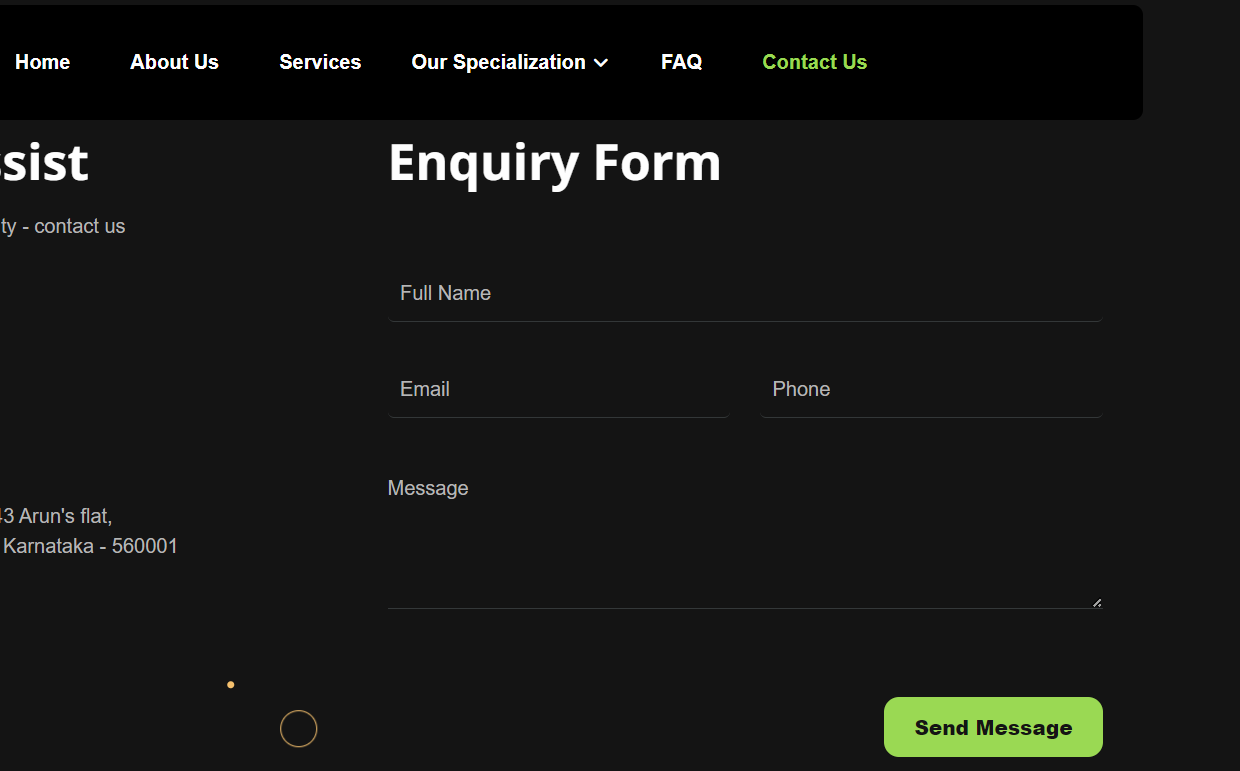 Home About Us Services Our Specialization FAQ Contact Us
Enquiry Form
ty - contact us
Full Name
Email Phone
Message
3 Arun's flat,
Karnataka - 560001
Send Message